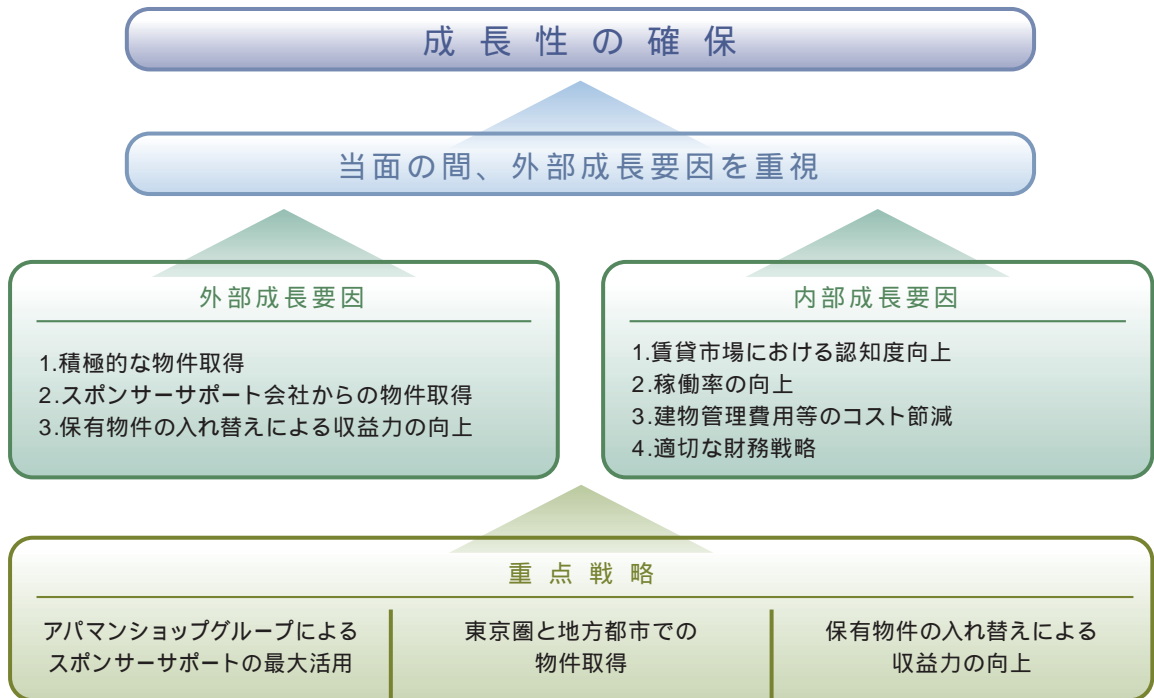 成長性の確保
当面の間、外部成長要因を重視
外部成長要因
1.積極的な物件取得
2.スポンサーサポート会社からの物件取得
3.保有物件の入れ替えによる収益力の向上
内部成長要因
1.賃貸市場における認知度向上
2.稼働率の向上
3.建物管理費用等のコスト節減
4.適切な財務戦略
重点戦略
アパマンショップグループによる
スポンサーサポートの最大活用
東京圏と地方都市での
物件取得
保有物件の入れ替えによる
収益力の向上